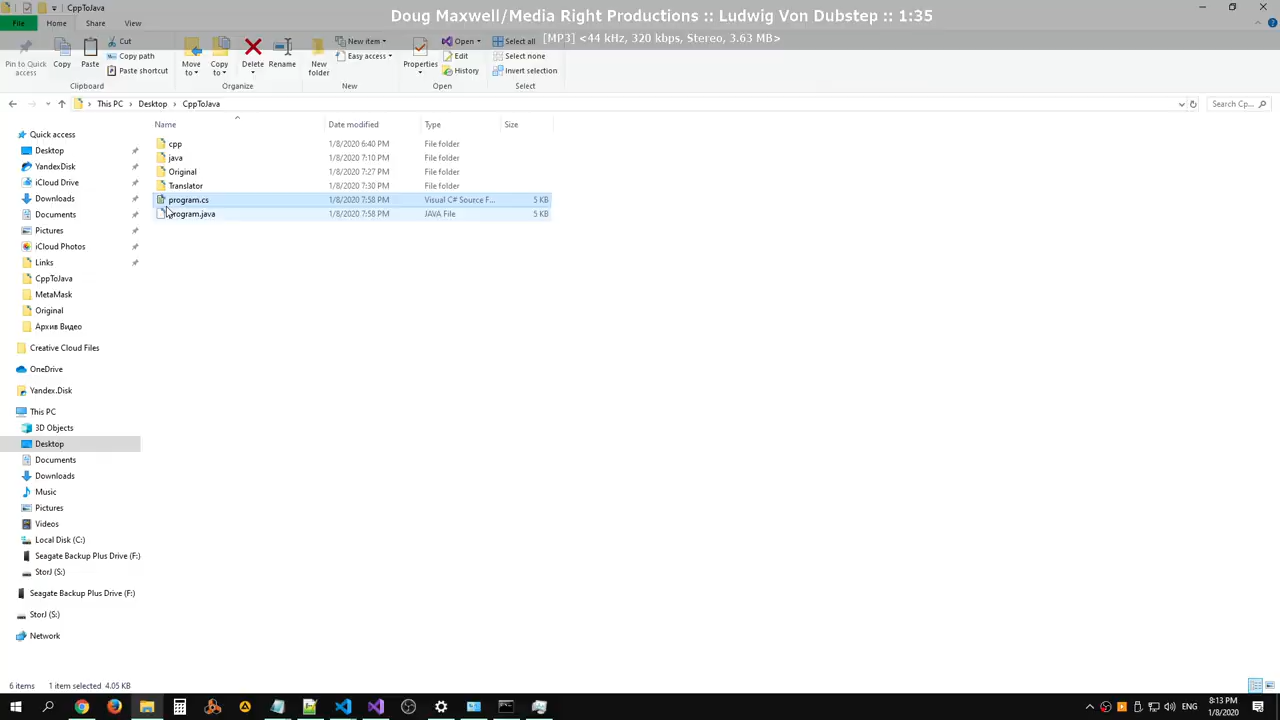 CppToJava
Doug Maxwell/Media Right Productions :: Ludwig Von Dubstep :: 1:35
File Home Share View
[MP3] <44 kHz, 320 kbps, Stereo, 3.63 MB>
Pin to Quick access
Copy
Paste
Cut
Copy path
Paste shortcut
Clipboard
Move to
Copy to
Delete
Rename
Organize
New folder
New item
Easy access
New
Properties
Open
Edit
History
Open
Select all
Select none
Invert selection
Select
This PC > Desktop > CppToJava
Search Cp...
Name Date modified Type Size
cpp 1/8/2020 6:40 PM File folder
java 1/8/2020 7:10 PM File folder
Original 1/8/2020 7:27 PM File folder
Translator 1/8/2020 7:30 PM File folder
program.cs 1/8/2020 7:58 PM Visual C# Source F... 5 KB
program.java 1/8/2020 7:58 PM JAVA File 5 KB
Quick access
Desktop
YandexDisk
iCloud Drive
Downloads
Documents
Pictures
iCloud Photos
Links
CppToJava
MetaMask
Original
Архив Видео
Creative Cloud Files
OneDrive
Yandex.Disk
This PC
3D Objects
Desktop
Documents
Downloads
Music
Pictures
Videos
Local Disk (C:)
Seagate Backup Plus Drive (F:)
StorJ (S:)
Seagate Backup Plus Drive (F:)
StorJ (S:)
Network
6 items 1 item selected 4.05 KB
ENG
8:13 PM
1/8/2020